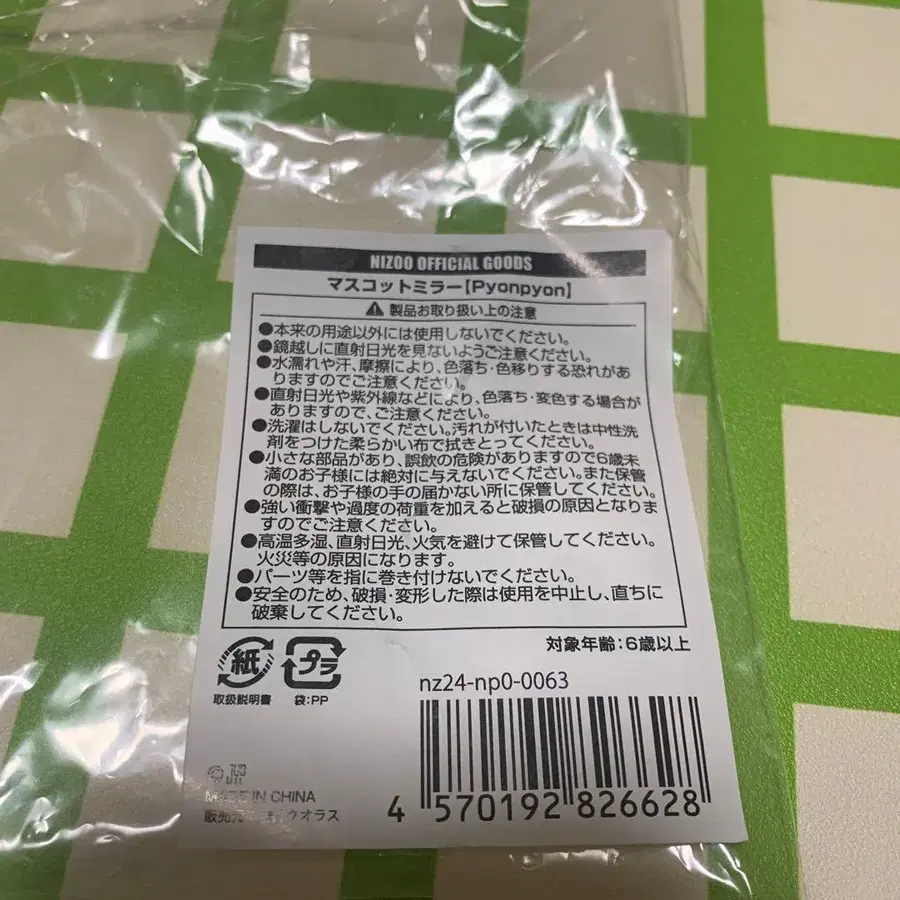 NIZOO OFFICIAL GOODS
マスコットミラー【Pyonpyon】
製品お取り扱い上の注意
●本来の用途以外には使用しないでください。
●鏡越しに直射日光を見ないようご注意ください。
●水濡れや汗、摩擦により、色落ち・色移りする恐れがあ
りますのでご注意ください。
●直射日光や紫外線などにより、色落ち・変色する場合が
ありますので、ご注意ください。
●洗濯はしないでください。汚れが付いたときは中性洗
剤をつけた柔らかい布で拭きとってください。
●小さな部品があり、誤飲の危険がありますので6歳未
満のお子様には絶対に与えないでください。また保管
の際は、お子様の手の届かない所に保管してください。
●強い衝撃や過度の荷重を加えると破損の原因となりま
すのでご注意ください。
●高温多湿、直射日光、火気を避けて保管してください。
火災等の原因になります。
●パーツ等を指に巻き付けないでください。
●安全のため、破損・変形した際は使用を中止し、直ちに
破棄してください。
対象年齢:6歳以上
紙
プラ
取扱説明書
袋:PP
nz24-np0-0063
MADE IN CHINA
4 570192 826628